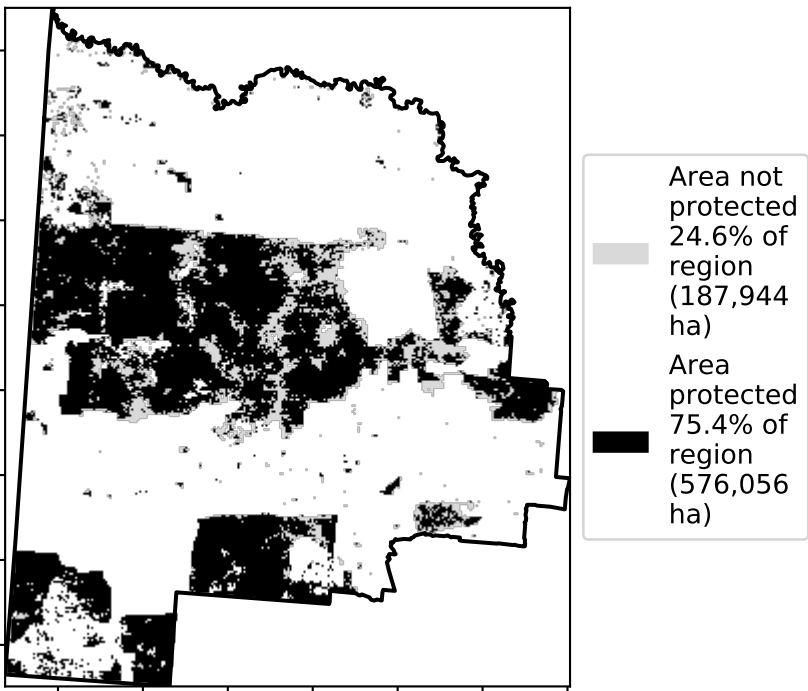 Area not
protected
24.6% of
region
(187,944
ha)
Area
protected
75.4% of
region
(576,056
ha)